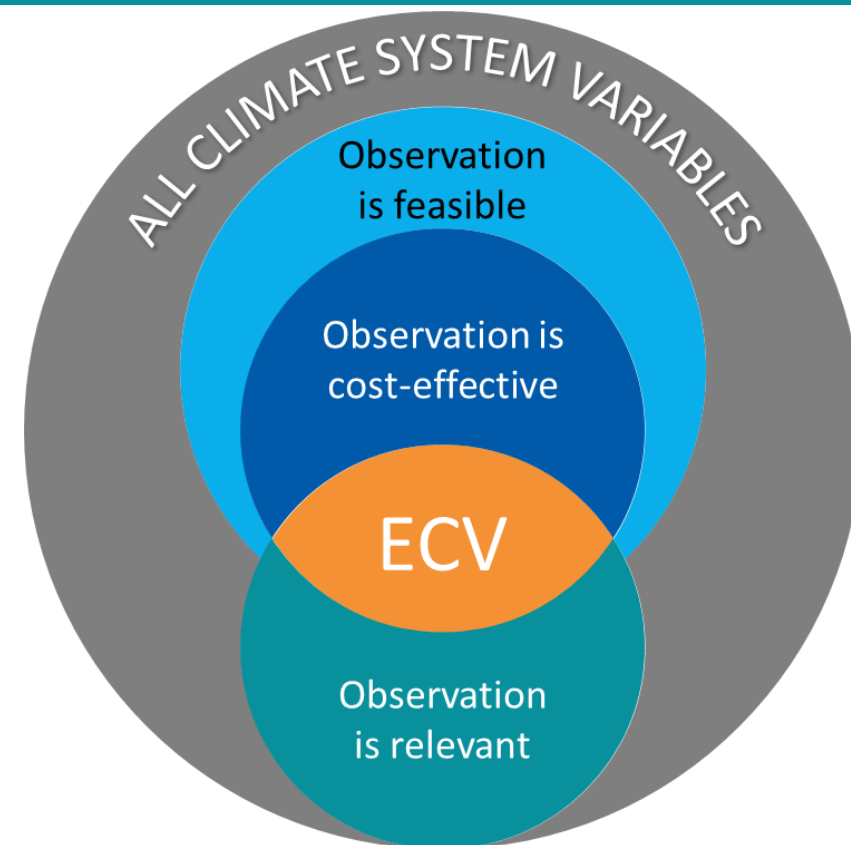 ALL CLIMATE SYSTEM VARIABLES
Observation
is feasible
Observation is
cost-effective
ECV
Observation
is relevant